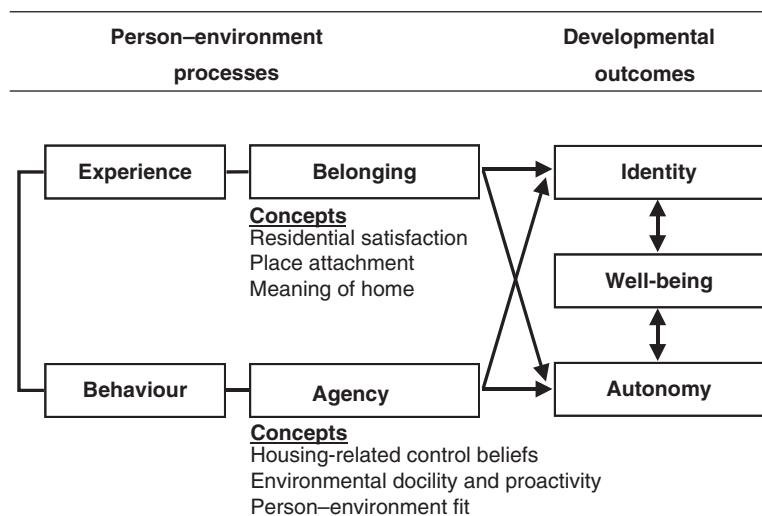 Person–environment
processes
Developmental
outcomes
Experience
Belonging
Identity
Concepts
Residential satisfaction
Place attachment
Meaning of home
Well-being
Behaviour
Agency
Autonomy
Concepts
Housing-related control beliefs
Environmental docility and proactivity
Person–environment fit